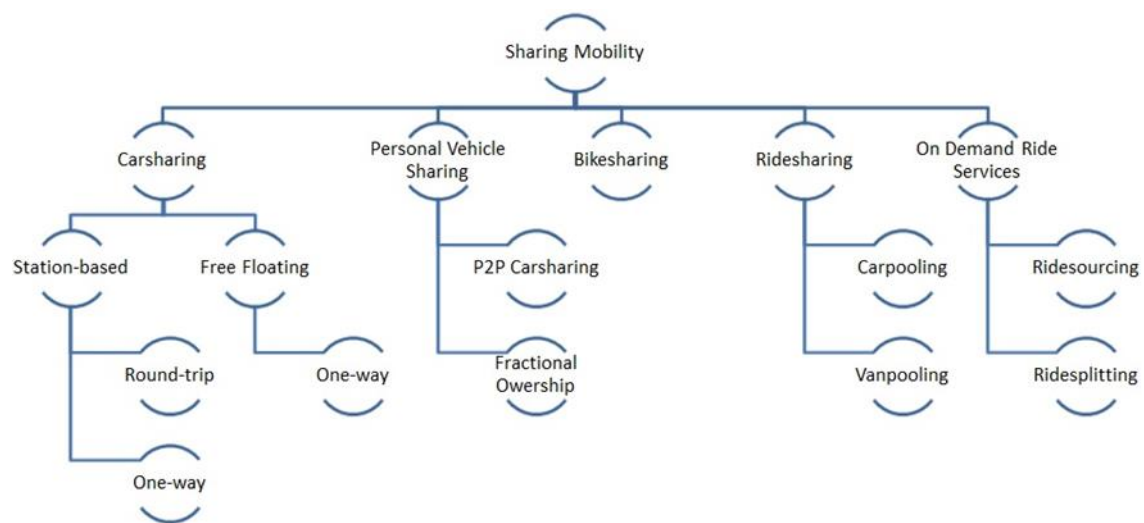 Sharing Mobility
Carsharing
Personal Vehicle
Sharing
Bikesharing
Ridesharing
On Demand Ride
Services
Station-based
Free Floating
P2P Carsharing
Carpooling
Ridesourcing
Round-trip
One-way
Fractional
Owership
Vanpooling
Ridesplitting
One-way